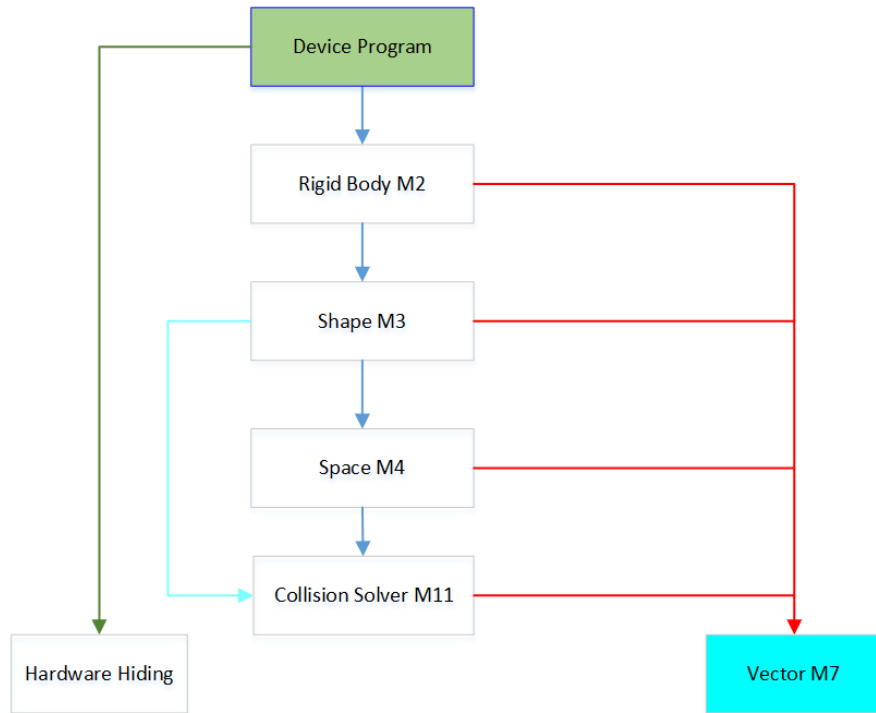 Device Program
Rigid Body M2
Shape M3
Space M4
Collision Solver M11
Hardware Hiding
Vector M7